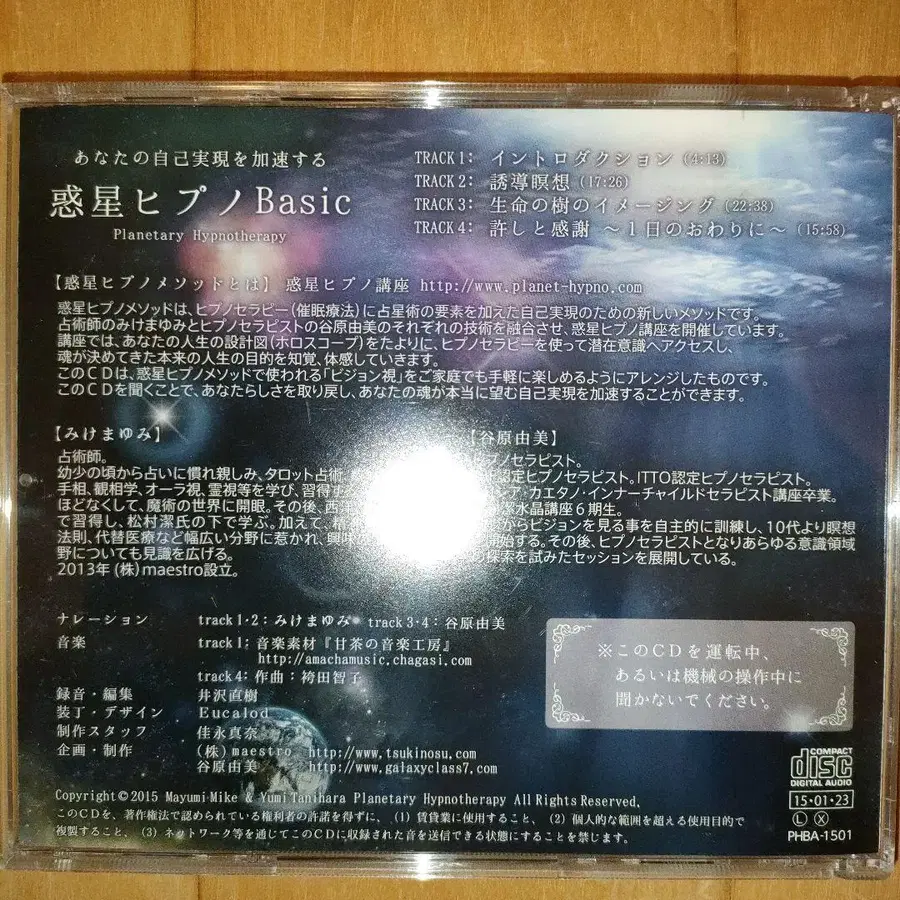 あなたの自己実現を加速する
惑星ヒプノBasic
Planetary Hypnotherapy
TRACK 1： イントロダクション (4:13)
TRACK 2： 誘導瞑想 (17:26)
TRACK 3： 生命の樹のイメージング (22:38)
TRACK 4： 許しと感謝 〜1日のおわりに〜 (15:58)
【惑星ヒプノメソッドとは】 惑星ヒプノ講座 http://www.planet-hypno.com
惑星ヒプノメソッドは、ヒプノセラピー(催眠療法)に占星術の要素を加えた自己実現のための新しいメソッドです。
占術師のみけまゆみとヒプノセラピストの谷原由美のそれぞれの技術を融合させ、惑星ヒプノ講座を開催しています。
講座では、あなたの人生の設計図(ホロスコープ)をたよりに、ヒプノセラピーを使って潜在意識へアクセスし、
魂が決めてきた本来の人生の目的を知覚、体感していきます。
このCDは、惑星ヒプノメソッドで使われる「ビジョン視」をご家庭でも手軽に楽しめるようにアレンジしたものです。
このCDを聞くことで、あなたらしさを取り戻し、あなたの魂が本当に望む自己実現を加速することができます。
【みけまゆみ】
占術師。
幼少の頃から占いに慣れ親しみ、タロット占術
手相、観相学、オーラ視、霊視等を学び、習得す
ほどなくして、魔術の世界に開眼。その後、西
で習得し、松村潔氏の下で学ぶ。加えて、
法則、代替医療など幅広い分野に惹かれ、興味
野についても見識を広げる。
2013年 (株)maestro設立。
【谷原由美】
プノセラピスト。
認定ヒプノセラピスト。ITTO認定ヒプノセラピスト。
ア・カエタノ・インナーチャイルドセラピスト講座卒業。
潔水晶講座6期生。
からビジョンを見る事を自主的に訓練し、10代より瞑想
開始する。その後、ヒプノセラピストとなりあらゆる意識領域
探索を試みたセッションを展開している。
ナレーション track1・2：みけまゆみ track3・4：谷原由美
音楽 track1：音楽素材『甘茶の音楽工房』
http://amachamusic.chagasi.com
track4：作曲：袴田智子
録音・編集 井沢直樹
装丁・デザイン Eucalod
制作スタッフ 佳永真奈
企画・制作 (株)maestro http://www.tsukinosu.com
谷原由美 http://www.galaxyclass7.com
※このCDを運転中、
あるいは機械の操作中に
聞かないでください。
COMPACT
disc
DIGITAL AUDIO
15・01・23
Ⓛ Ⓧ
PHBA-1501
Copyright©2015 Mayumi Mike & Yumi Tanihara Planetary Hypnotherapy All Rights Reserved.
このCDを、著作権法で認められている権利者の許諾を得ずに、(1) 賃貸業に使用すること、(2) 個人的な範囲を超える使用目的で
複製すること、(3) ネットワーク等を通じてこのCDに収録された音を送信できる状態にすることを禁じます。